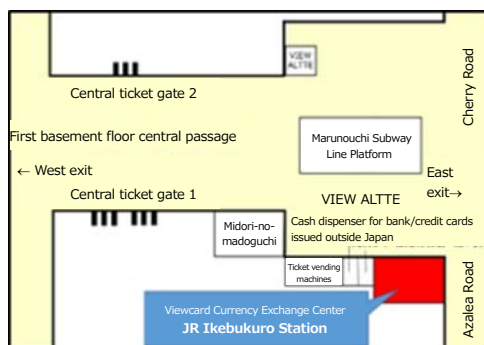 VIEW
ALTTE
Cherry Road
Central ticket gate 2
First basement floor central passage
Marunouchi Subway
Line Platform
← West exit
East
exit→
Central ticket gate 1
VIEW ALTTE
Cash dispenser for bank/credit cards
issued outside Japan
Midori-no-
madoguchi
Ticket vending
machines
Azalea Road
Viewcard Currency Exchange Center
JR Ikebukuro Station